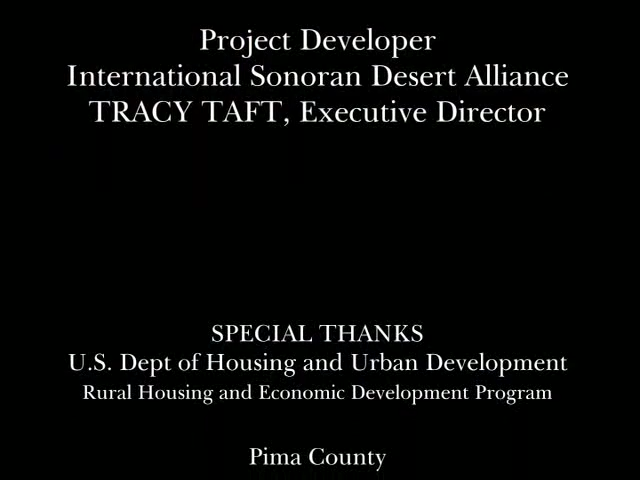 Project Developer
International Sonoran Desert Alliance
TRACY TAFT, Executive Director
SPECIAL THANKS
U.S. Dept of Housing and Urban Development
Rural Housing and Economic Development Program
Pima County